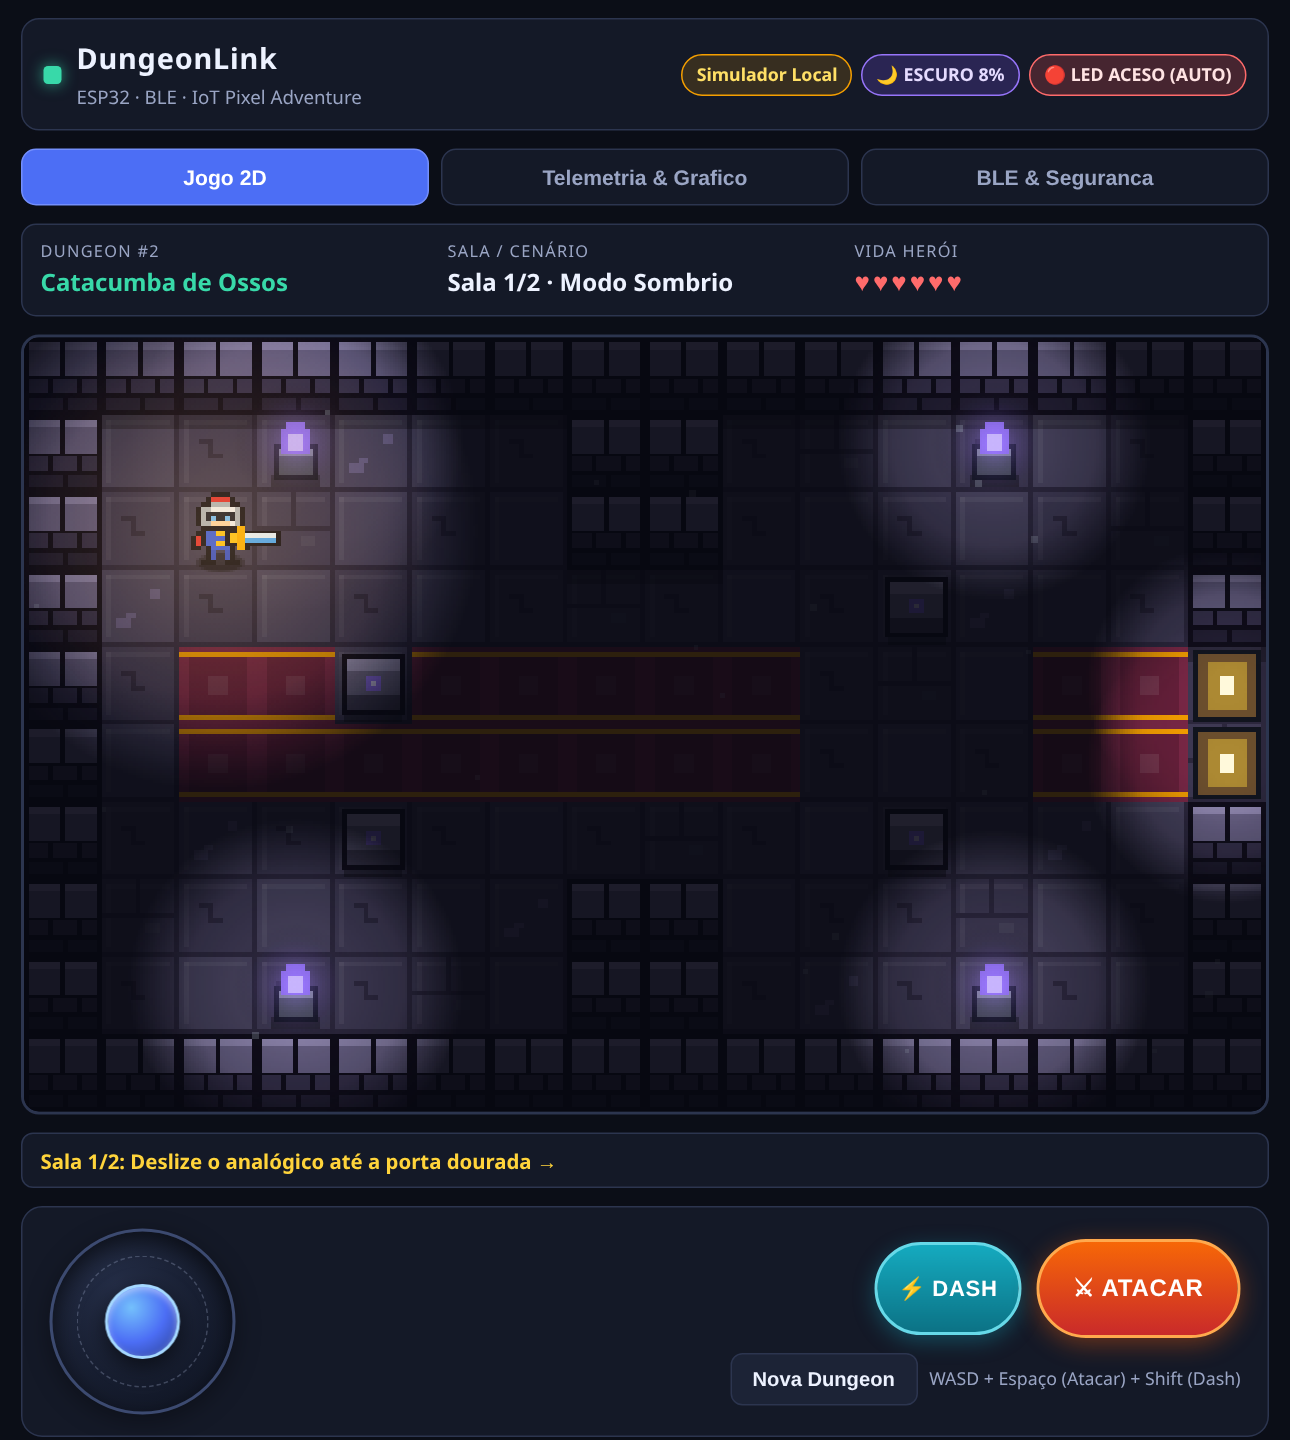 DungeonLink
ESP32 · BLE · IoT Pixel Adventure
Simulador Local
🌙 ESCURO 8%
🔴 LED ACESO (AUTO)
Jogo 2D
Telemetria & Grafico
BLE & Seguranca
DUNGEON #2
Catacumba de Ossos
SALA / CENÁRIO
Sala 1/2 · Modo Sombrio
VIDA HERÓI
♥♥♥♥♥♥
Sala 1/2: Deslize o analógico até a porta dourada →
⚡ DASH
⚔ ATACAR
Nova Dungeon
WASD + Espaço (Atacar) + Shift (Dash)